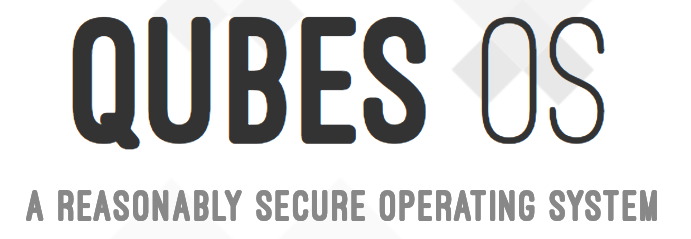 QUBES OS
A REASONABLY SECURE OPERATING SYSTEM